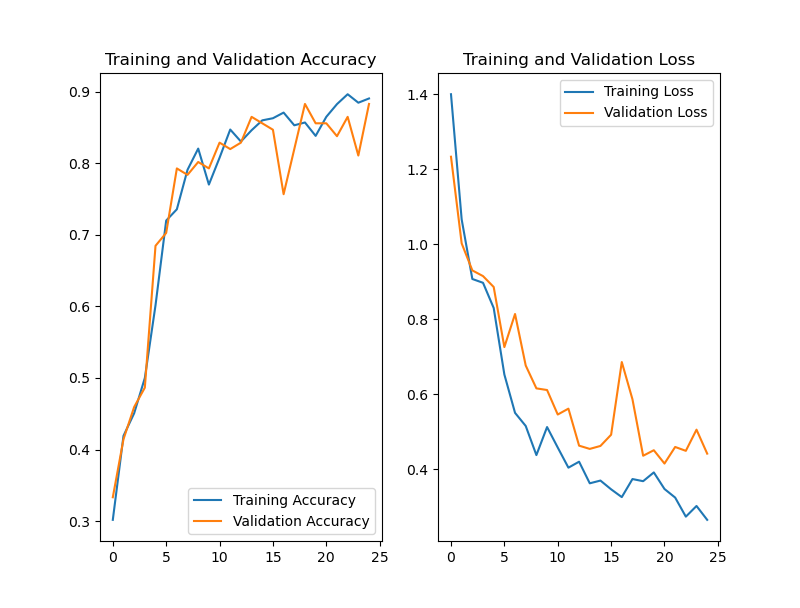 Training and Validation Accuracy
0.9
0.8
0.7
0.6
0.5
0.4
0.3
Training Accuracy
Validation Accuracy
0 5 10 15 20 25
Training and Validation Loss
1.4
1.2
1.0
0.8
0.6
0.4
Training Loss
Validation Loss
0 5 10 15 20 25